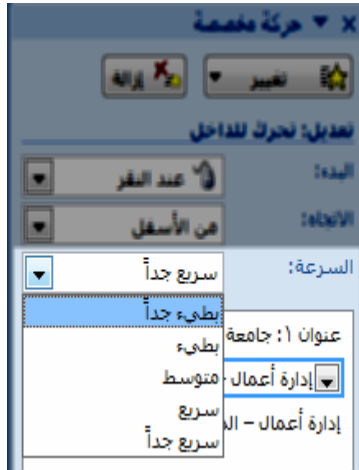 حركة مخصصة
تغيير إزالة
تعديل: تحرك للداخل
البدء: عند النقر
الاتجاه: من الأسفل
السرعة: سريع جداً
بطيء جداً
بطيء
متوسط
سريع
سريع جداً
عنوان ١: جامعة
إدارة أعمال -
إدارة أعمال – الد